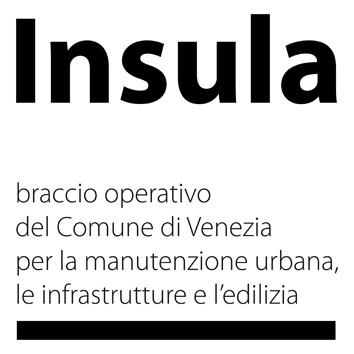 Insula
braccio operativo
del Comune di Venezia
per la manutenzione urbana,
le infrastrutture e l'edilizia